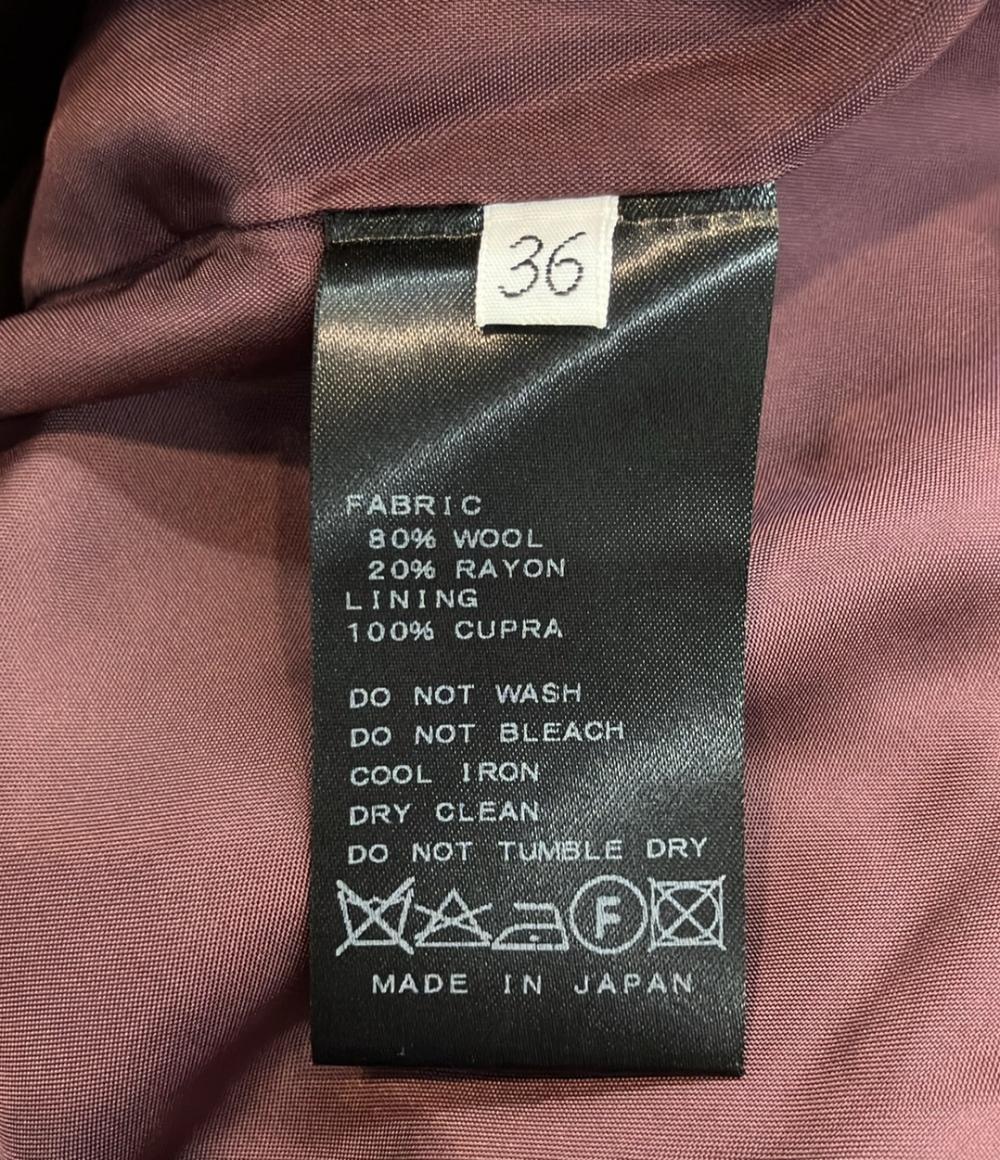 36
FABRIC
80% WOOL
20% RAYON
LINING
100% CUPRA
DO NOT WASH
DO NOT BLEACH
COOL IRON
DRY CLEAN
DO NOT TUMBLE DRY
F
MADE IN JAPAN